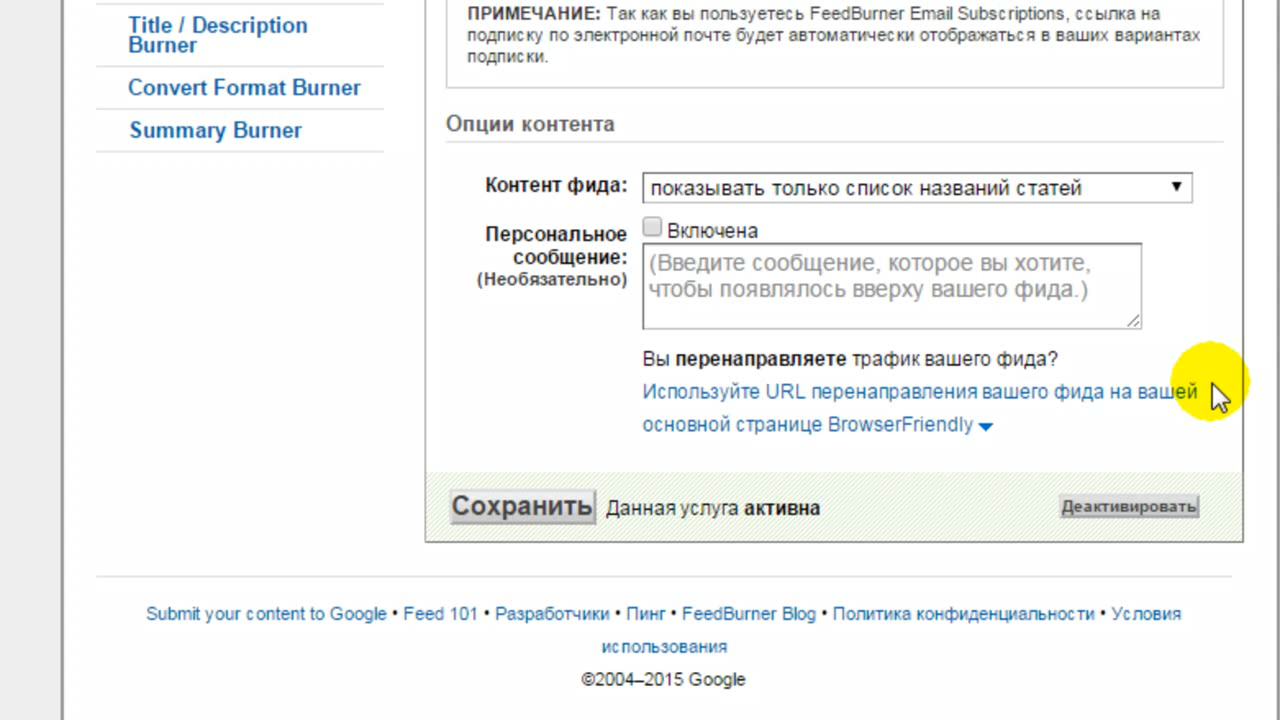 Title / Description
Burner
Convert Format Burner
Summary Burner
ПРИМЕЧАНИЕ: Так как вы пользуетесь FeedBurner Email Subscriptions, ссылка на
подписку по электронной почте будет автоматически отображаться в ваших вариантах
подписки.
Опции контента
Контент фида: показывать только список названий статей
Персональное сообщение: (Необязательно)
Включена
(Введите сообщение, которое вы хотите,
чтобы появлялось вверху вашего фида.)
Вы перенаправляете трафик вашего фида?
Используйте URL перенаправления вашего фида на вашей
основной странице BrowserFriendly
Сохранить Данная услуга активна Деактивировать
Submit your content to Google • Feed 101 • Разработчики • Пинг • FeedBurner Blog • Политика конфиденциальности • Условия
использования
©2004–2015 Google